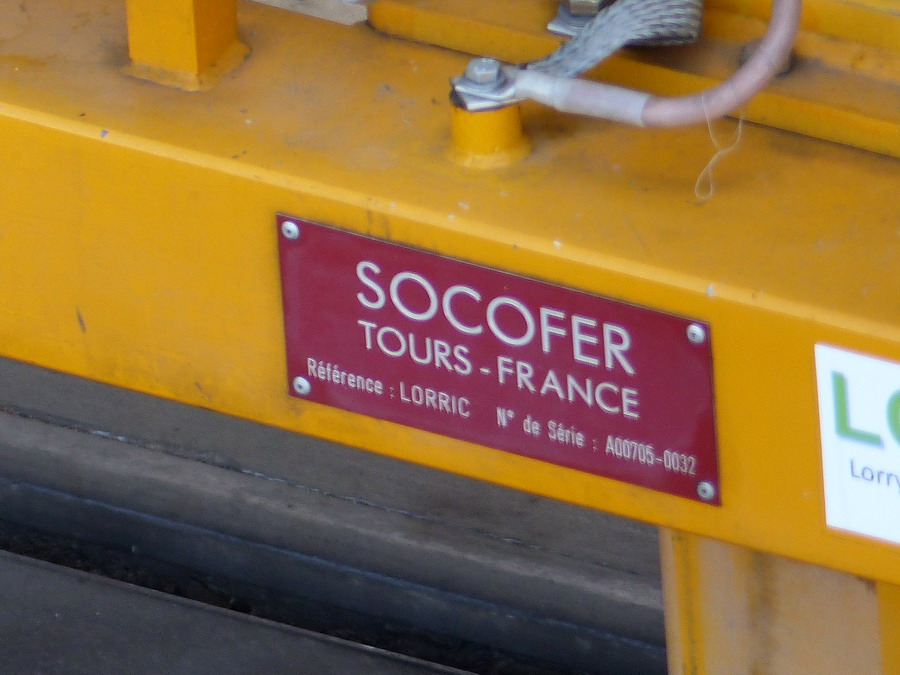 SOCOFER
TOURS - FRANCE
Référence : LORRIC N° de Série : A00705-0032
Lorry